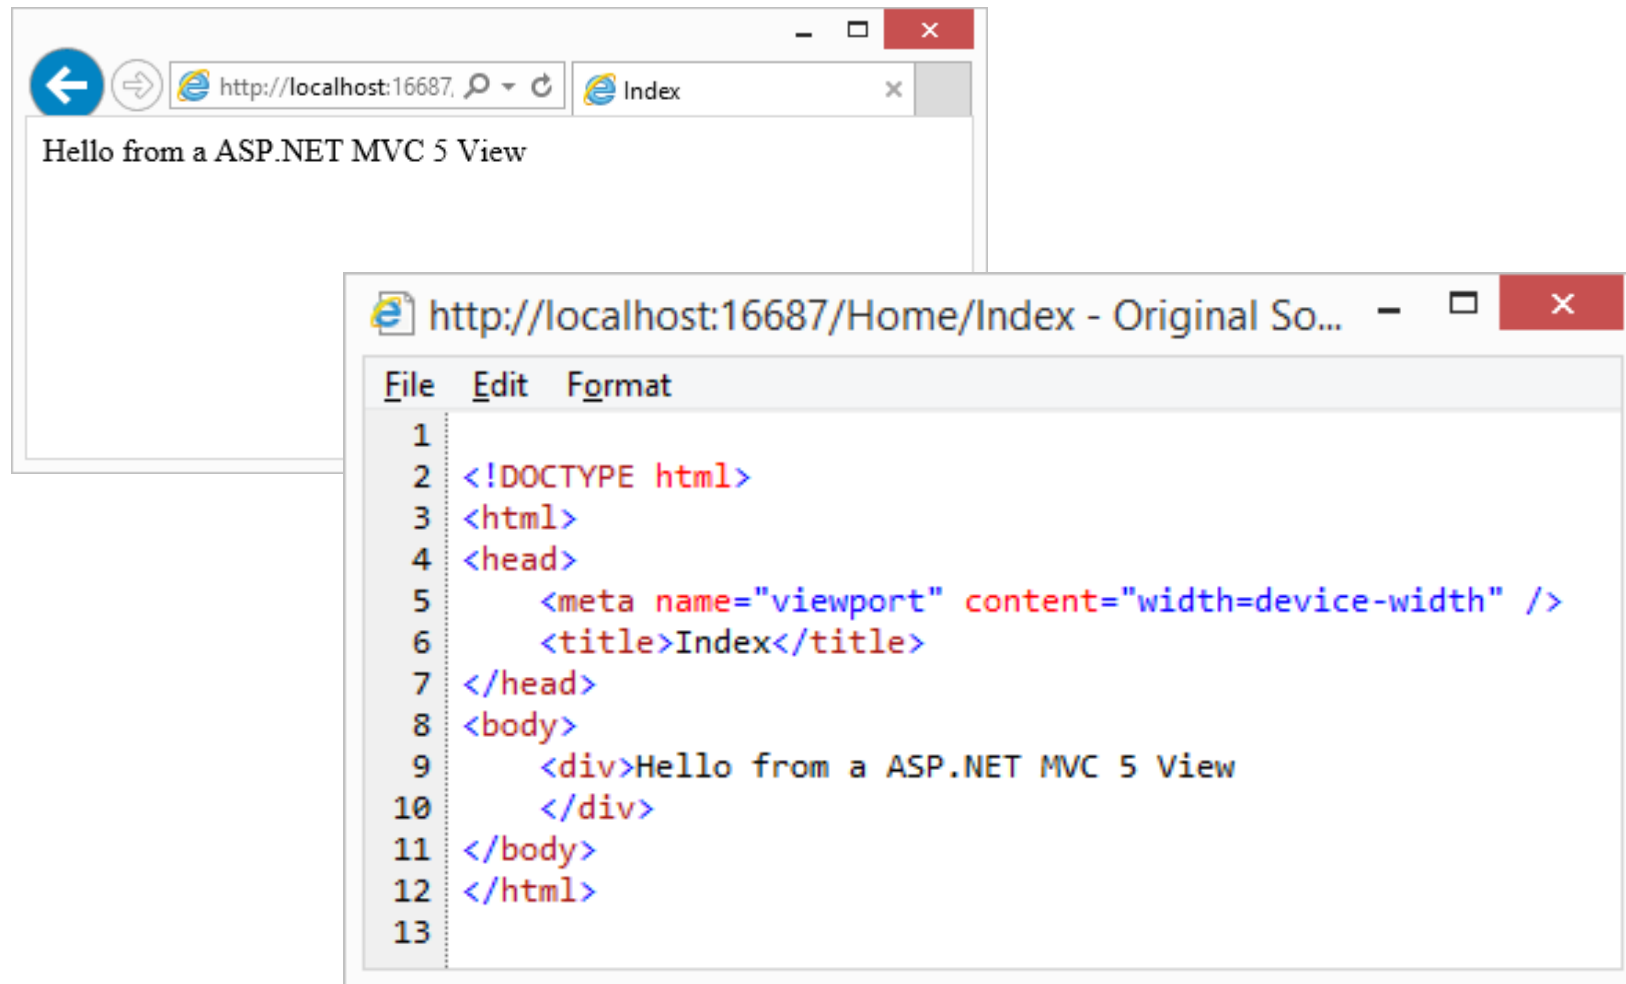 http://localhost:16687,
Index
Hello from a ASP.NET MVC 5 View
http://localhost:16687/Home/Index - Original So...
File Edit Format
1
2 <!DOCTYPE html>
3 <html>
4 <head>
5     <meta name="viewport" content="width=device-width" />
6     <title>Index</title>
7 </head>
8 <body>
9     <div>Hello from a ASP.NET MVC 5 View
10     </div>
11 </body>
12 </html>
13